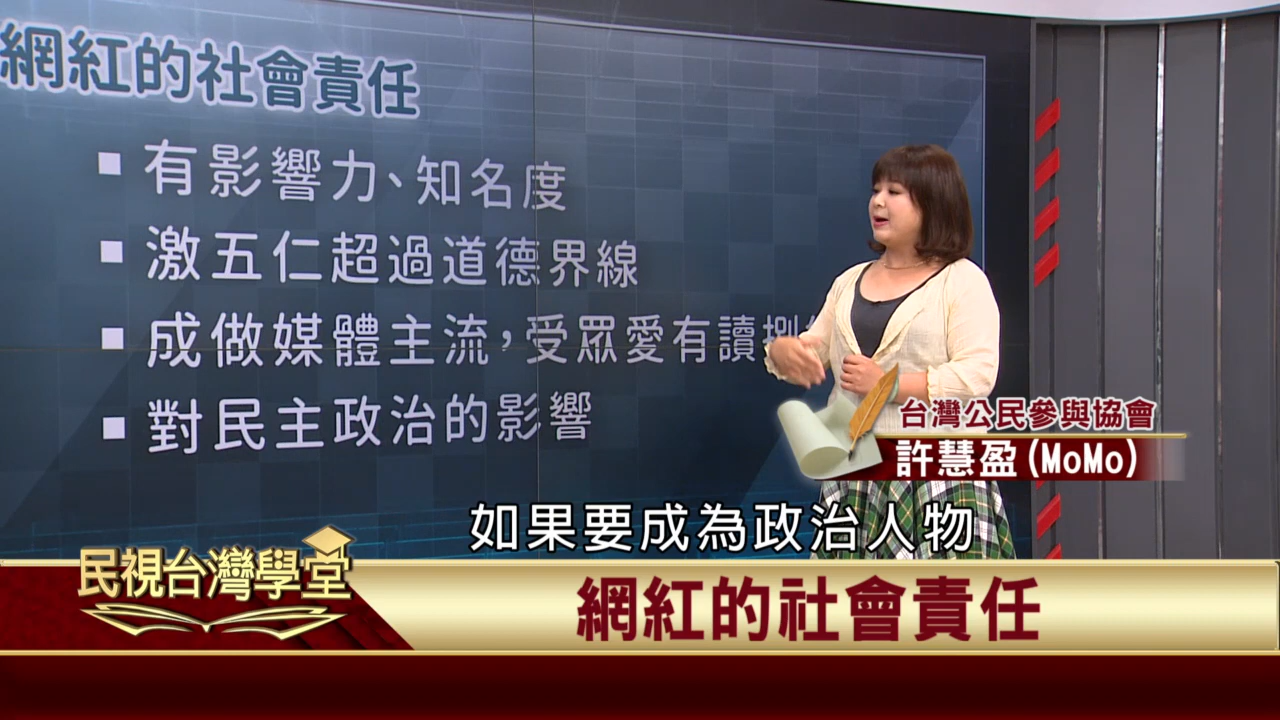 網紅的社會責任
有影響力、知名度
激五仁超過道德界線
成做媒體主流，受眾愛有讀
對民主政治的影響
台灣公民參與協會
許慧盈(MoMo)
如果要成為政治人物
民視台灣學堂
網紅的社會責任